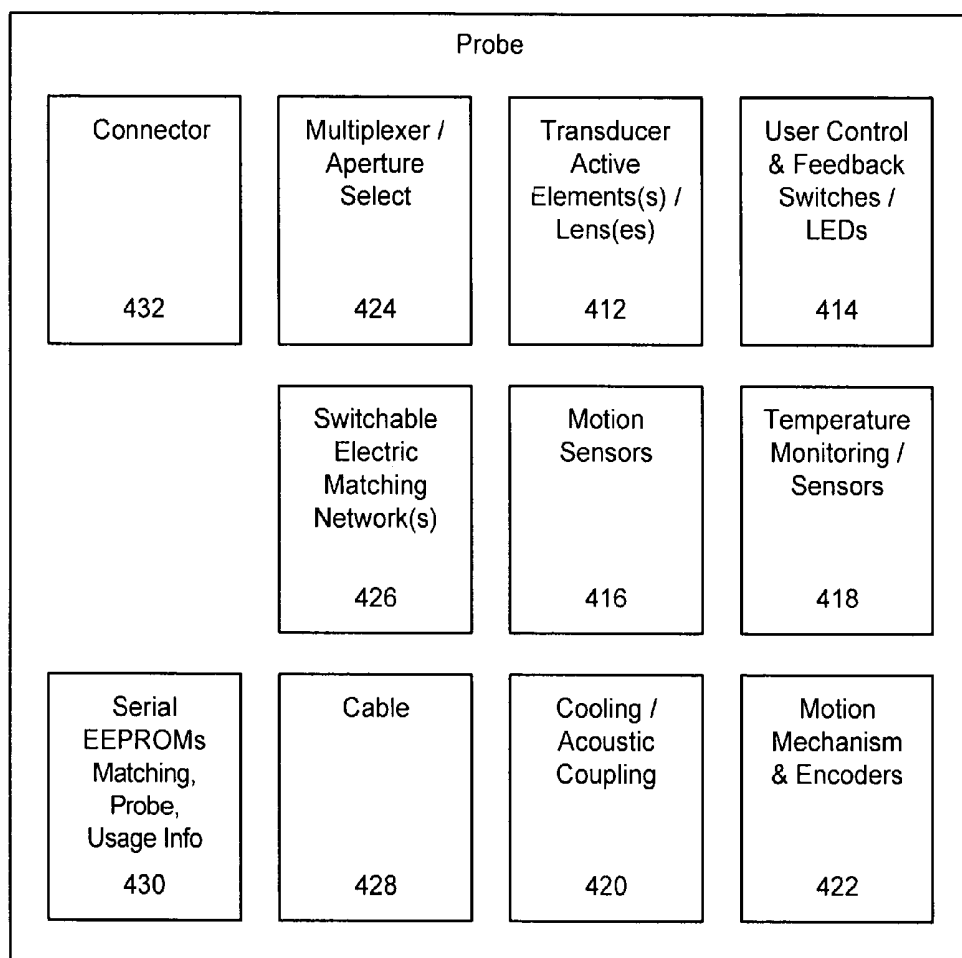 Probe
Connector
432
Multiplexer /
Aperture
Select
424
Transducer
Active
Elements(s) /
Lens(es)
412
User Control
& Feedback
Switches /
LEDs
414
Switchable
Electric
Matching
Network(s)
426
Motion
Sensors
416
Temperature
Monitoring /
Sensors
418
Serial
EEPROMs
Matching,
Probe,
Usage Info
430
Cable
428
Cooling /
Acoustic
Coupling
420
Motion
Mechanism
& Encoders
422